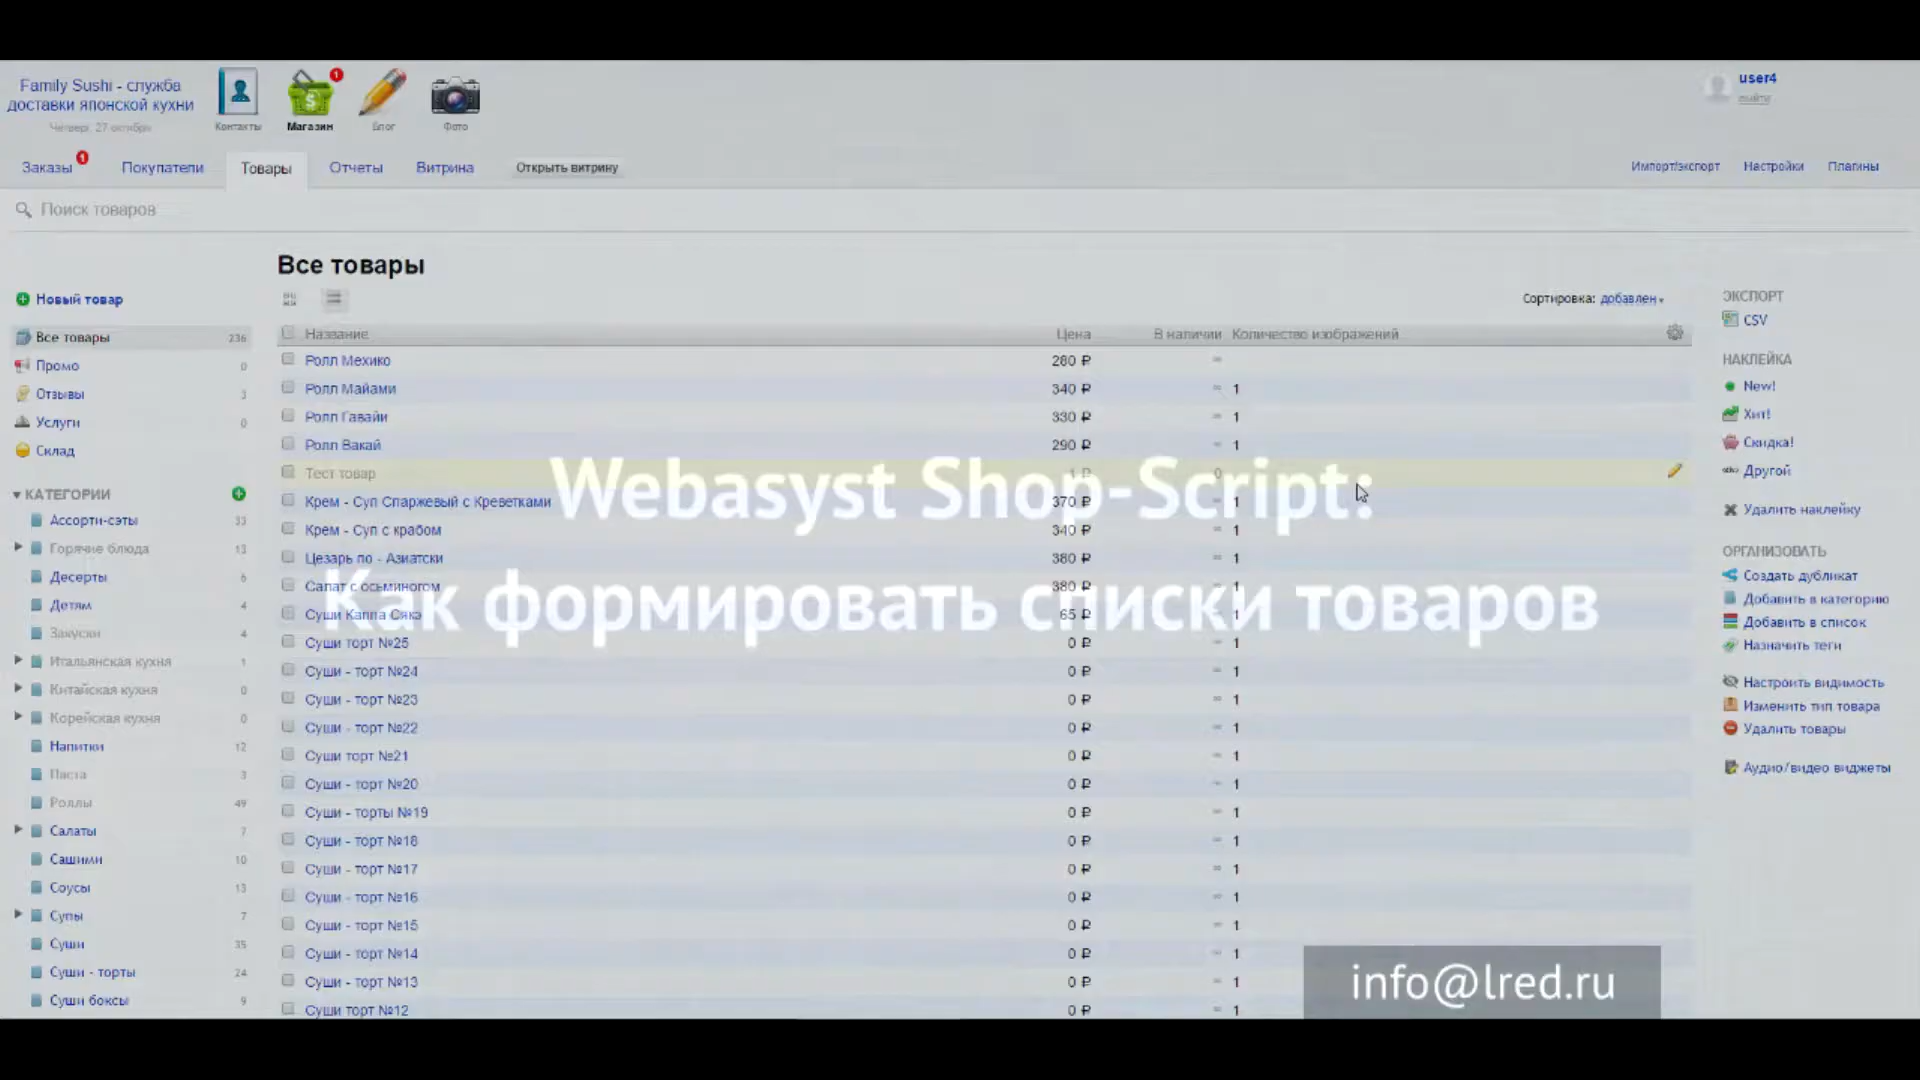 Family Sushi - служба
доставки японской кухни
Четверг, 27 октября
Контакты
1
Магазин
Блог
Фото
user4
выйти
Заказы 1
Покупатели
Товары
Отчеты
Витрина
Открыть витрину
Импорт/экспорт
Настройки
Плагины
Поиск товаров
Новый товар
Все товары 236
Промо 0
Отзывы 3
Услуги 0
Склад
КАТЕГОРИИ
Ассорти-сэты 33
Горячие блюда 13
Десерты 6
Детям 4
Закуски 4
Итальянская кухня 1
Китайская кухня 0
Корейская кухня 0
Напитки 12
Паста 3
Роллы 49
Салаты 7
Сашими 10
Соусы 13
Супы 7
Суши 35
Суши - торты 24
Суши боксы 9
Все товары
Сортировка: добавлен
Название Цена В наличии Количество изображений
Ролл Мехико 280 ₽ ∞
Ролл Майами 340 ₽ ∞ 1
Ролл Гавайи 330 ₽ ∞ 1
Ролл Вакай 290 ₽ ∞ 1
Тест товар 1 ₽ 0
Крем - Суп Спаржевый с Креветками 370 ₽ ∞ 1
Крем - Суп с крабом 340 ₽ ∞ 1
Цезарь по - Азиатски 380 ₽ ∞ 1
Салат с осьминогом 380 ₽ ∞ 1
Суши Каппа Сякэ 65 ₽ ∞ 1
Суши торт №25 0 ₽ ∞ 1
Суши - торт №24 0 ₽ ∞ 1
Суши - торт №23 0 ₽ ∞ 1
Суши - торт №22 0 ₽ ∞ 1
Суши торт №21 0 ₽ ∞ 1
Суши - торт №20 0 ₽ ∞ 1
Суши - торты №19 0 ₽ ∞ 1
Суши - торт №18 0 ₽ ∞ 1
Суши - торт №17 0 ₽ ∞ 1
Суши - торт №16 0 ₽ ∞ 1
Суши - торт №15 0 ₽ ∞ 1
Суши - торт №14 0 ₽ ∞ 1
Суши - торт №13 0 ₽ ∞ 1
Суши торт №12 0 ₽ ∞ 1
Webasyst Shop-Script:
Как формировать списки товаров
ЭКСПОРТ
CSV
НАКЛЕЙКА
New!
Хит!
Скидка!
Другой
Удалить наклейку
ОРГАНИЗОВАТЬ
Создать дубликат
Добавить в категорию
Добавить в список
Назначить теги
Настроить видимость
Изменить тип товара
Удалить товары
Аудио/видео виджеты
info@lred.ru